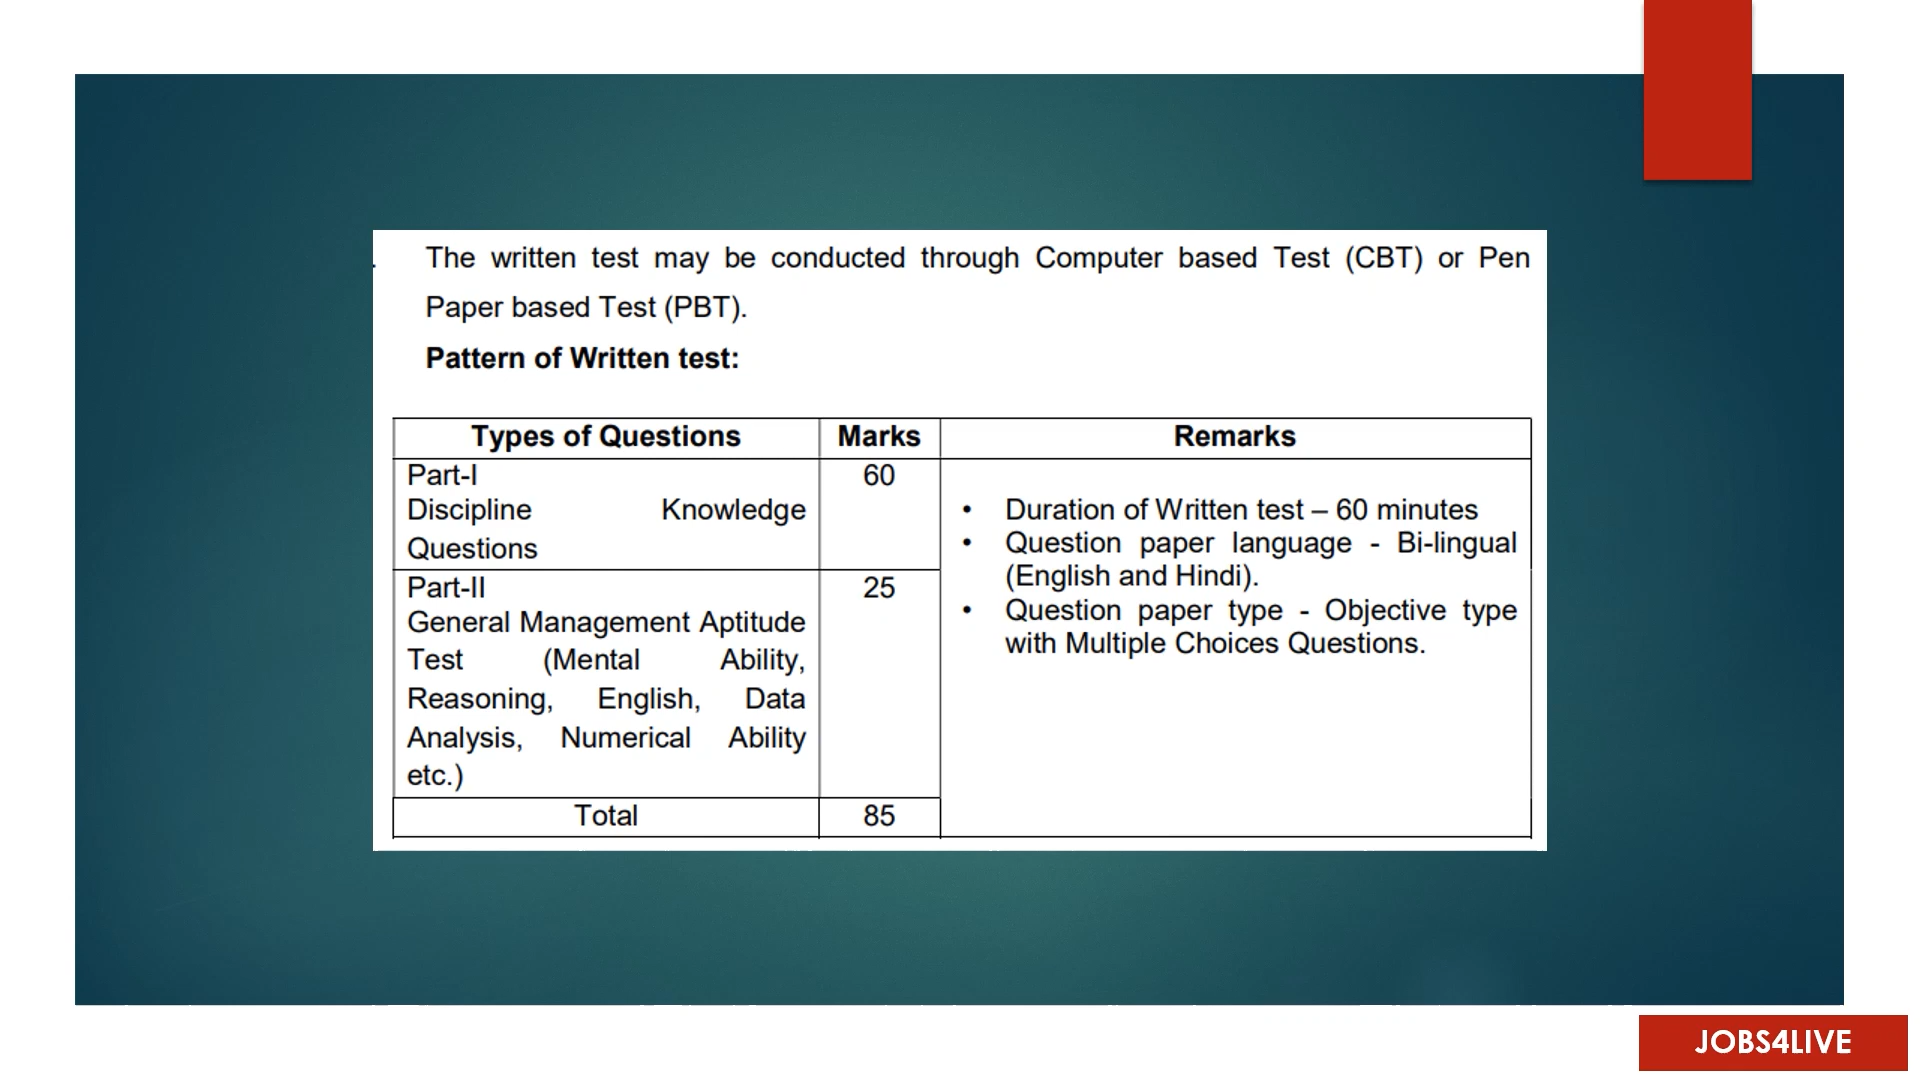 . The written test may be conducted through Computer based Test (CBT) or Pen
Paper based Test (PBT).
Pattern of Written test:
Types of Questions Marks Remarks
Part-I
Discipline Knowledge
Questions
60
Part-II
General Management Aptitude
Test (Mental Ability,
Reasoning, English, Data
Analysis, Numerical Ability
etc.)
25
• Duration of Written test – 60 minutes
• Question paper language - Bi-lingual
(English and Hindi).
• Question paper type - Objective type
with Multiple Choices Questions.
Total 85
JOBS4LIVE